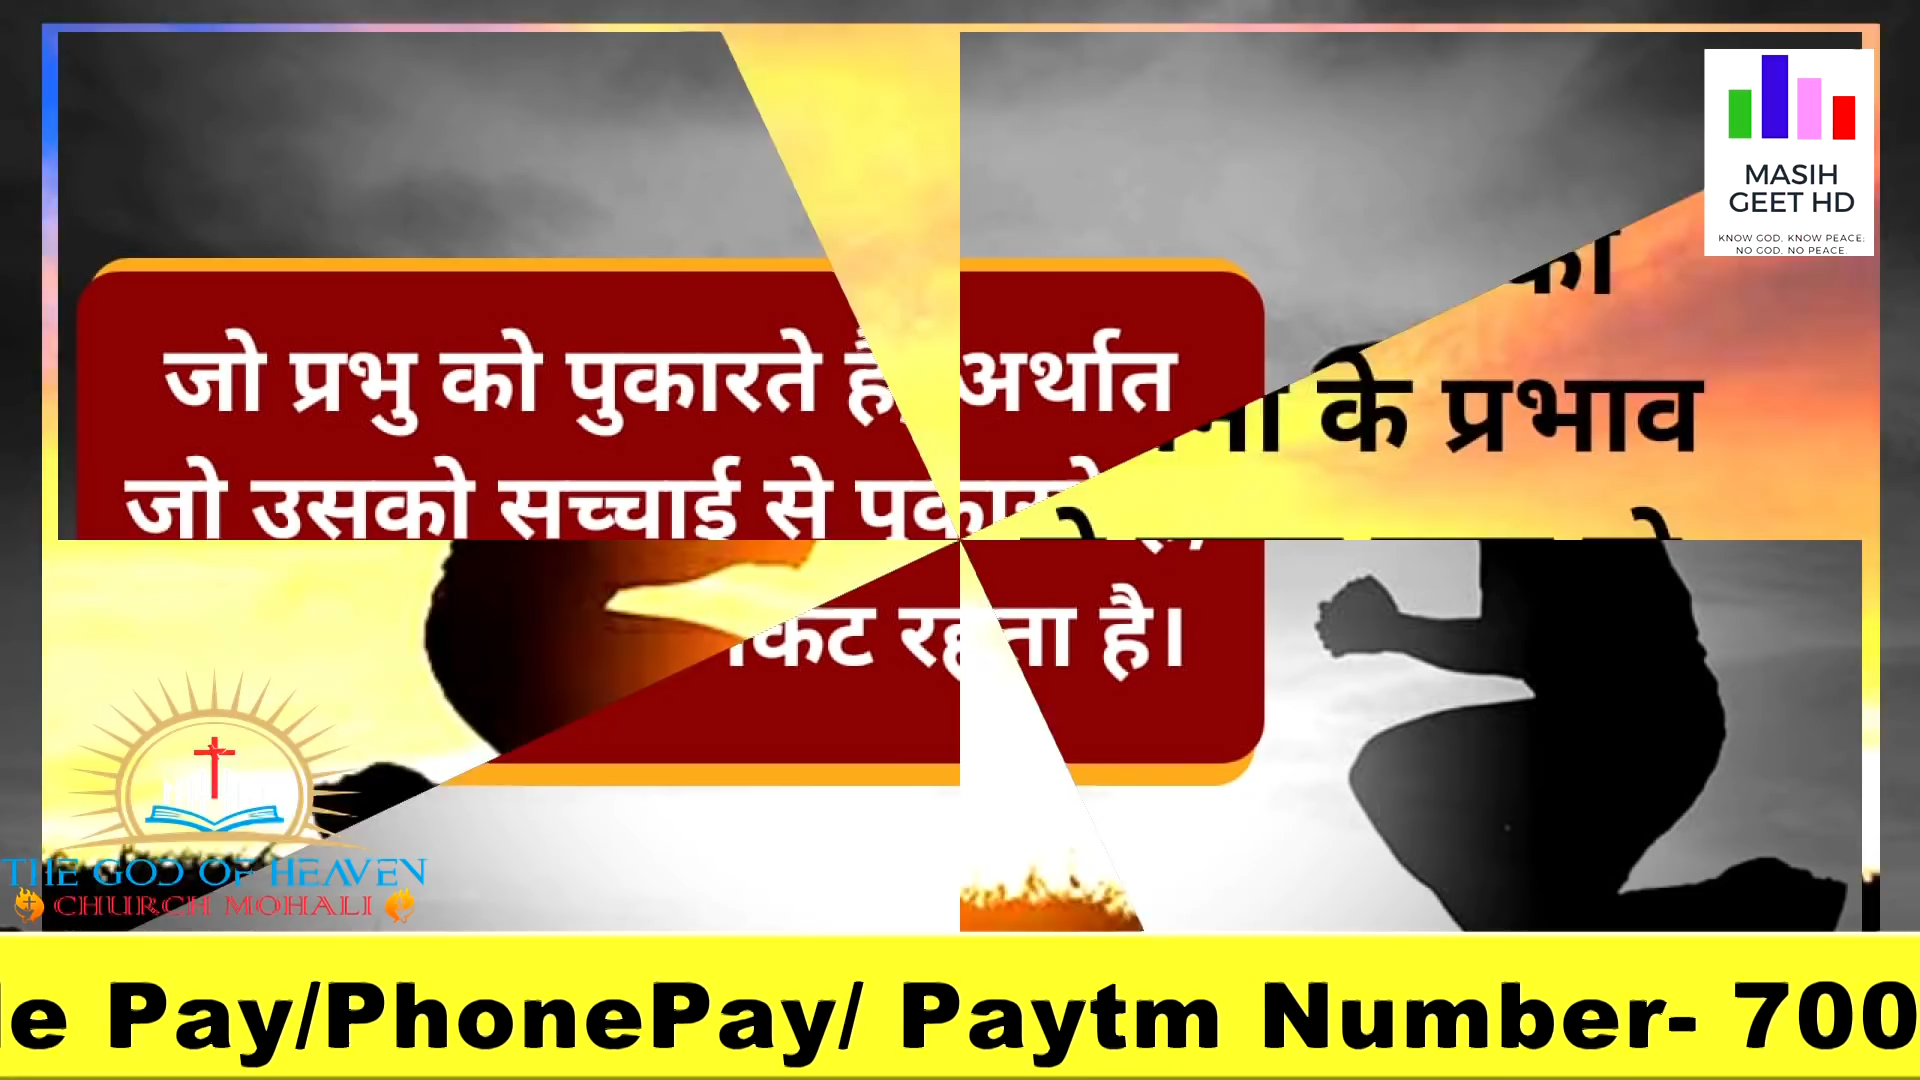 MASIH
GEET HD
KNOW GOD, KNOW PEACE;
NO GOD, NO PEACE.
जो प्रभु को पुकारते हैं, अर्थात
जो उसको सच्चाई से
रहता है।
के प्रभाव
THE GOD OF HEAVEN
CHURCH MOHALI
le Pay/PhonePay/ Paytm Number- 700